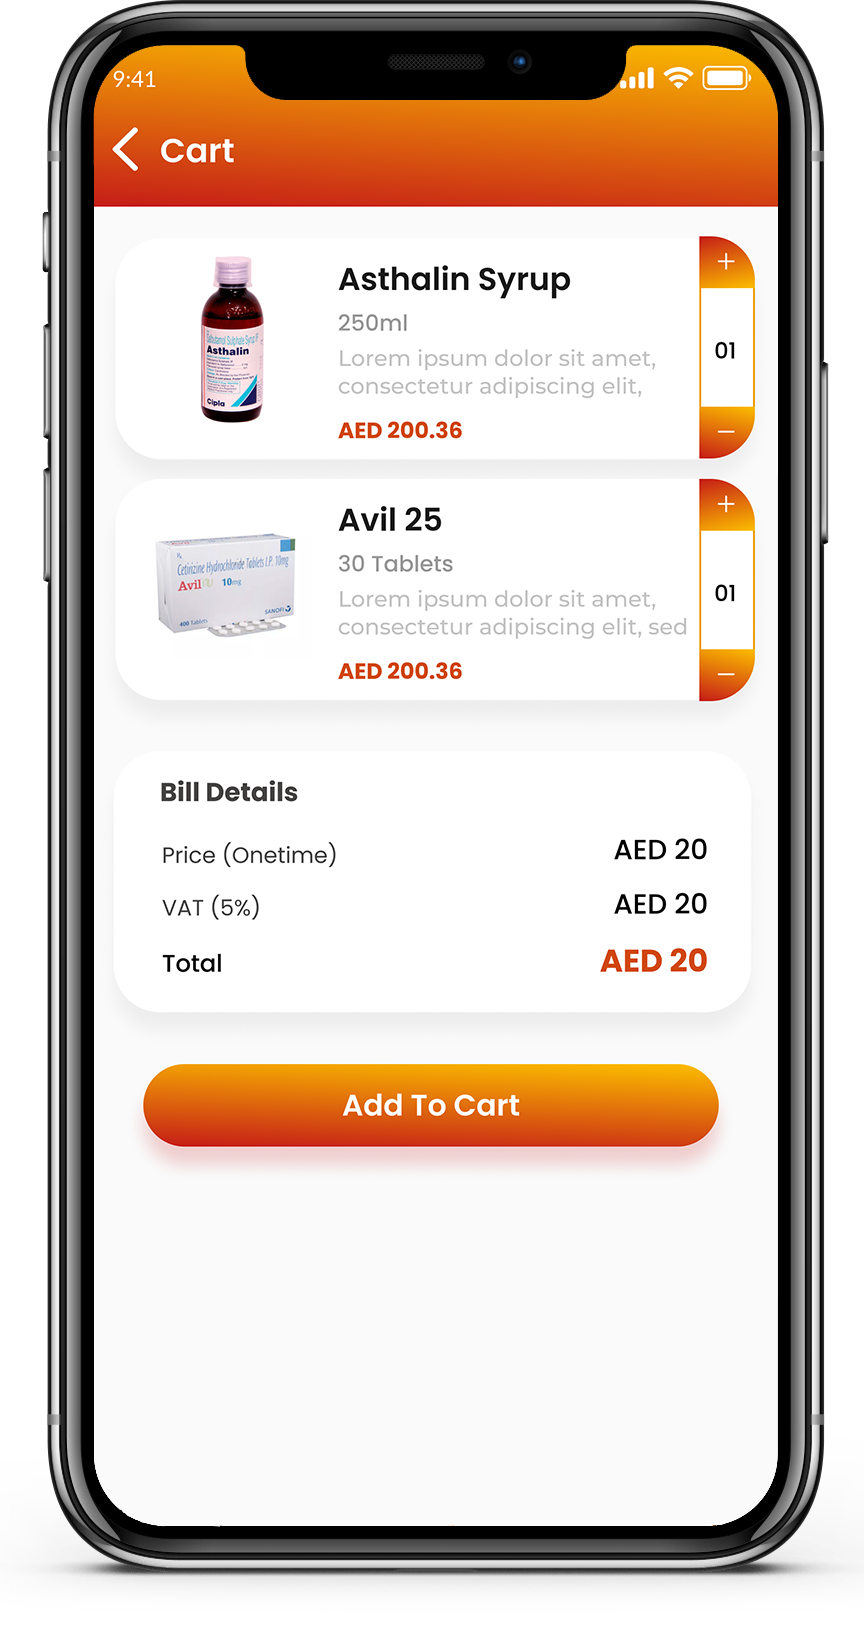 9:41
Cart
Asthalin Syrup
250ml
Lorem ipsum dolor sit amet,
consectetur adipiscing elit,
AED 200.36
+
01
−
Salbutamol Sulphate Syrup IP
Asthalin
Cipla
Avil 25
30 Tablets
Lorem ipsum dolor sit amet,
consectetur adipiscing elit, sed
AED 200.36
+
01
−
Cetirizine Hydrochloride Tablets I.P. 10mg
Avil 10mg
SANOFI
400 Tablets
Bill Details
Price (Onetime) AED 20
VAT (5%) AED 20
Total AED 20
Add To Cart